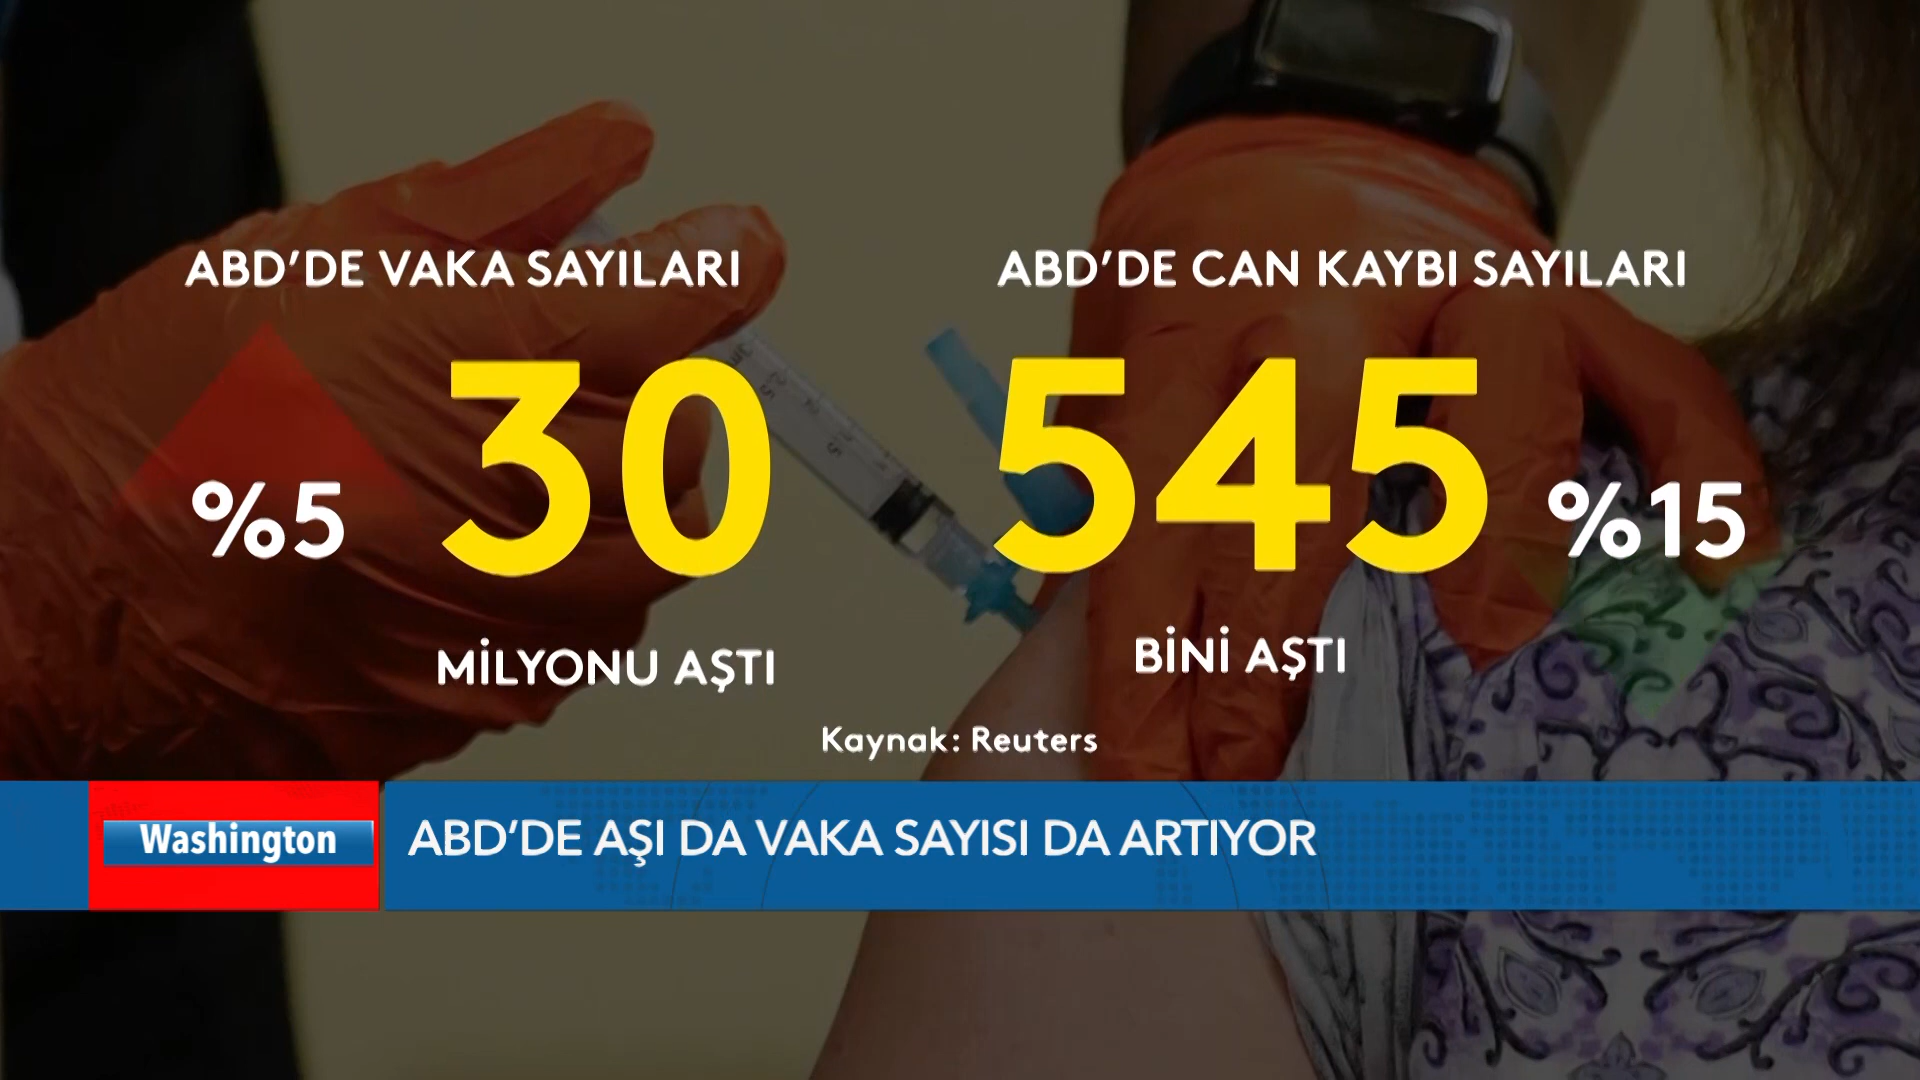 ABD'DE VAKA SAYILARI
%5 30
MİLYONU AŞTI
ABD'DE CAN KAYBI SAYILARI
545 %15
BİNİ AŞTI
Kaynak: Reuters
Washington
ABD'DE AŞI DA VAKA SAYISI DA ARTIYOR